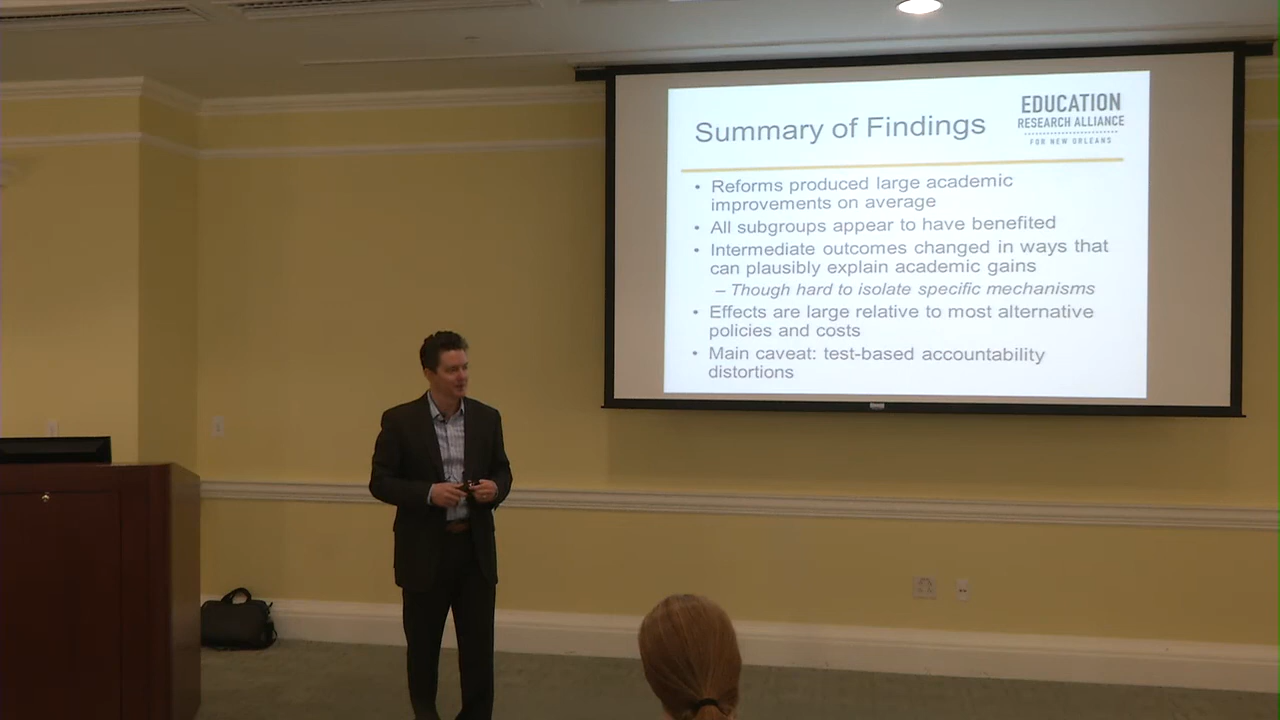 EDUCATION
RESEARCH ALLIANCE
FOR NEW ORLEANS
Summary of Findings
• Reforms produced large academic
improvements on average
• All subgroups appear to have benefited
• Intermediate outcomes changed in ways that
can plausibly explain academic gains
– Though hard to isolate specific mechanisms
• Effects are large relative to most alternative
policies and costs
• Main caveat: test-based accountability
distortions